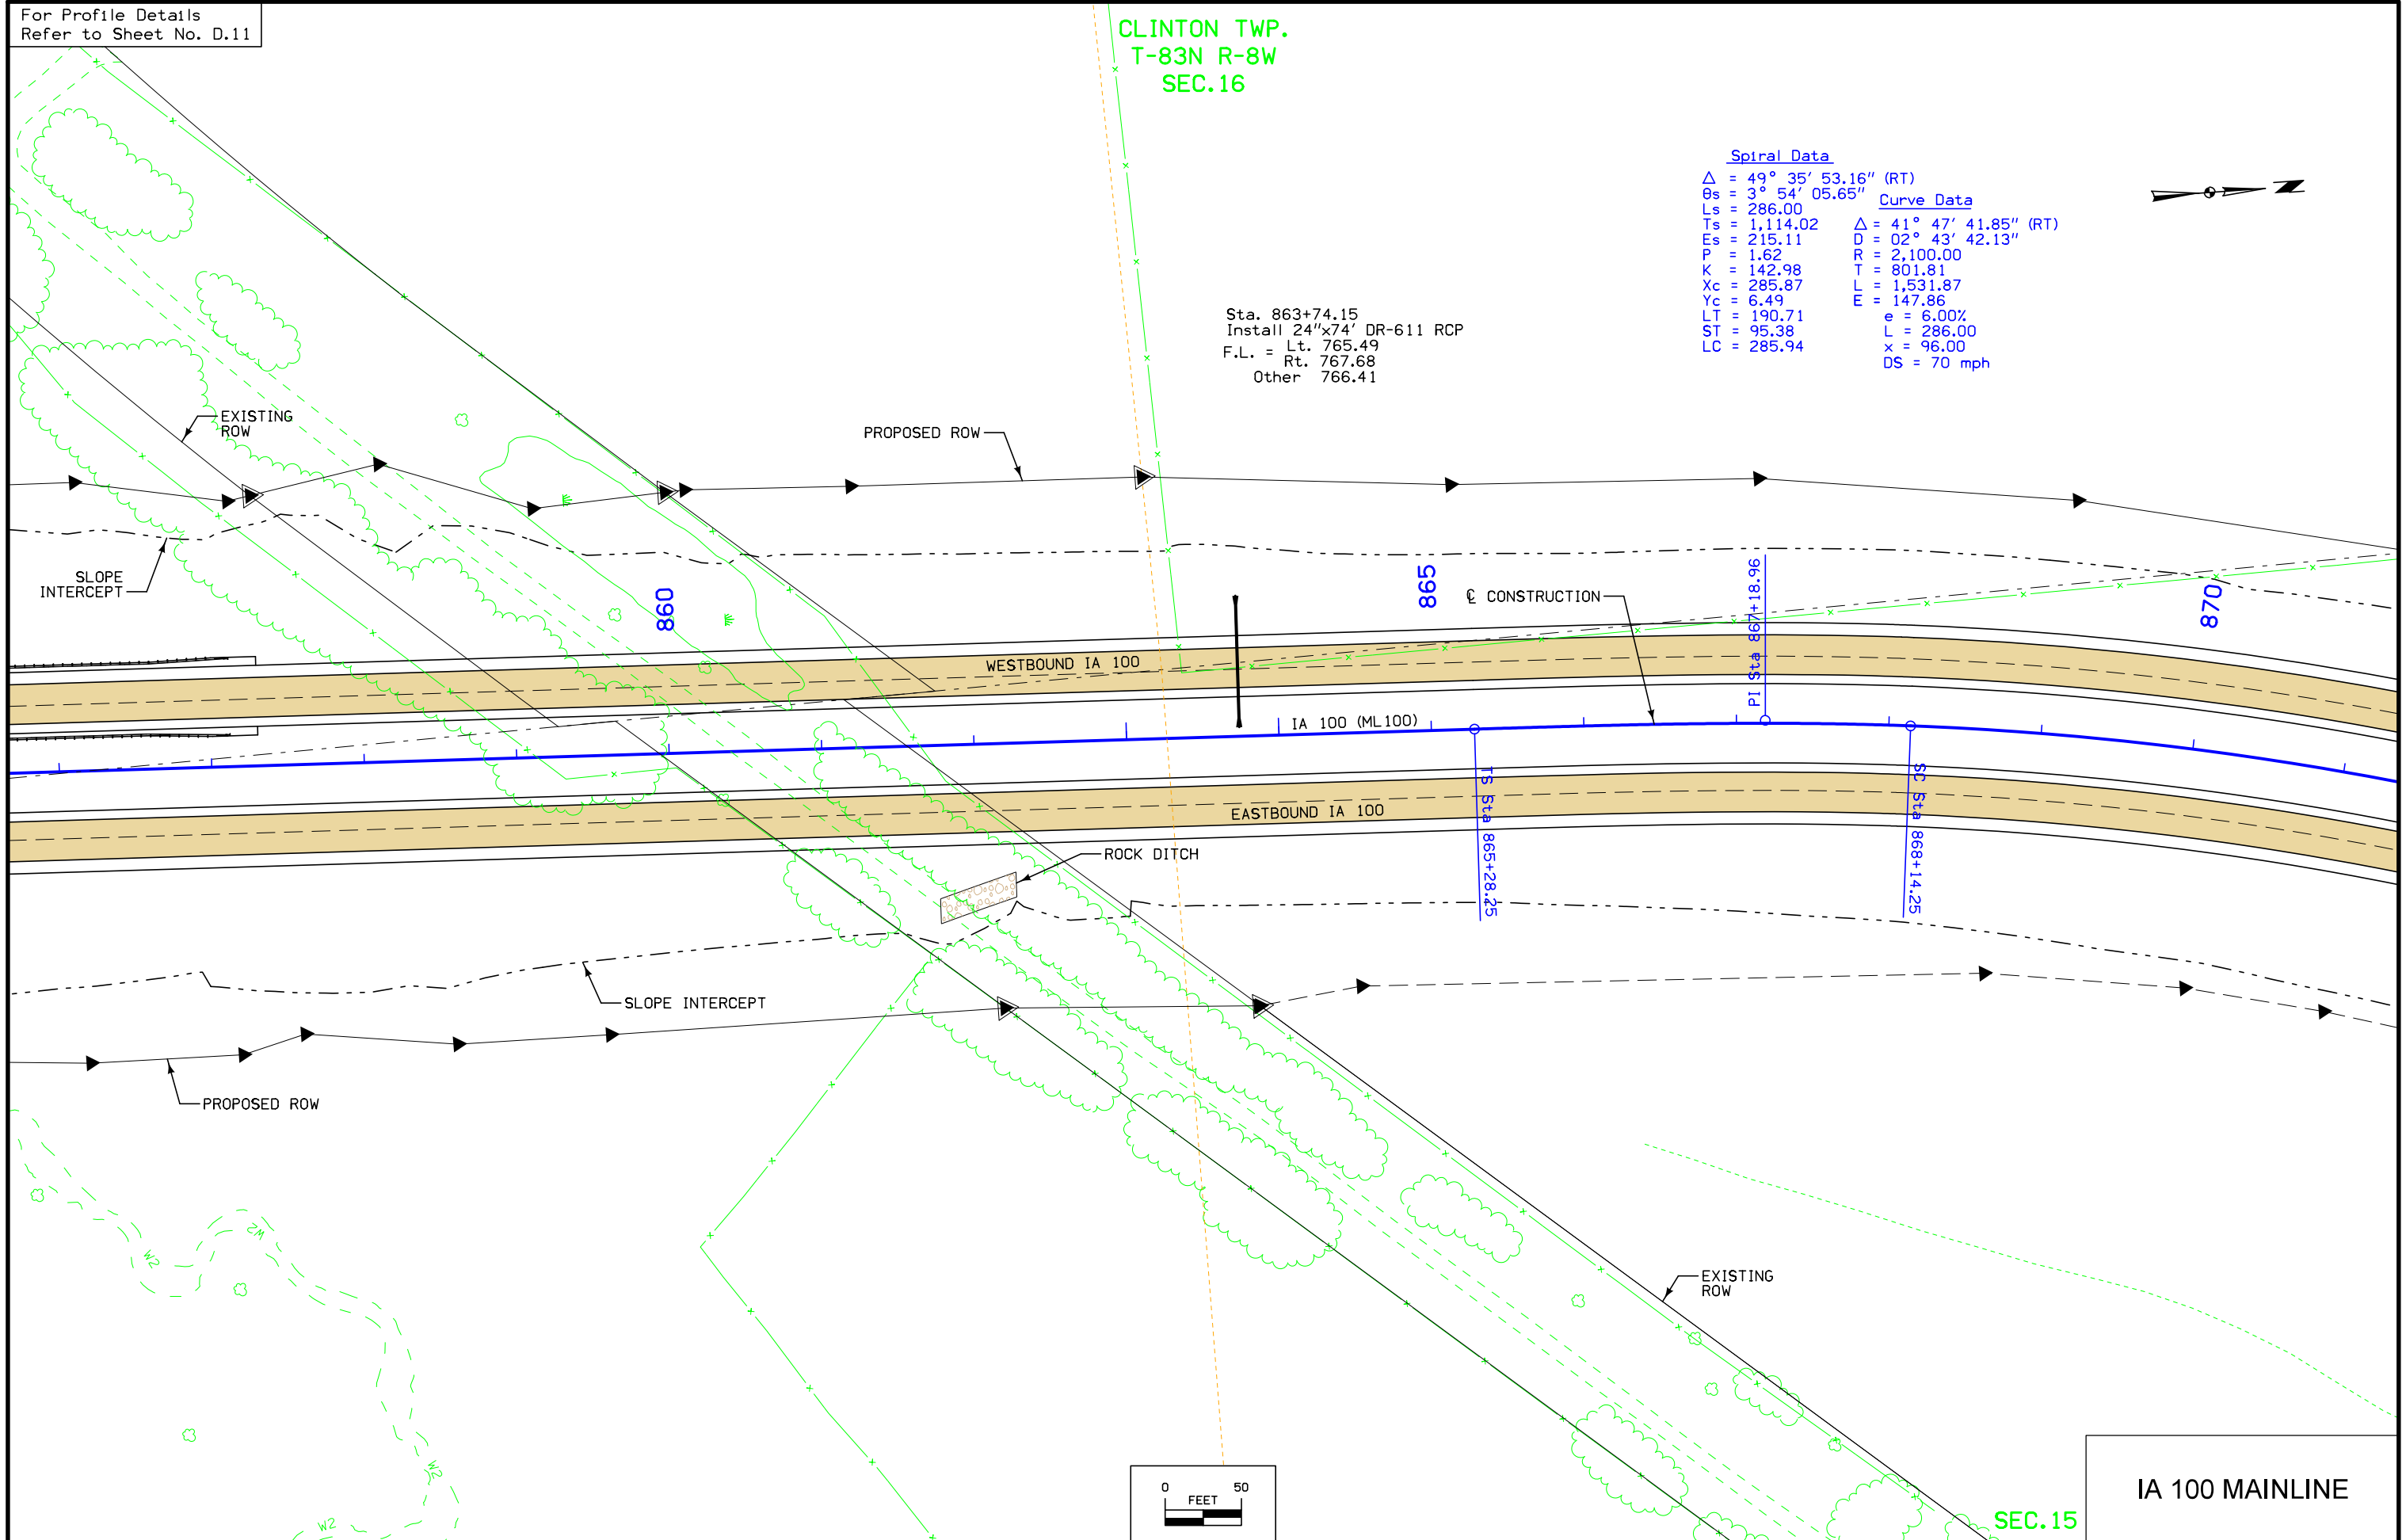 For Profile Details
Refer to Sheet No. D.11
CLINTON TWP.
T-83N R-8W
SEC.16
Spiral Data
Δ = 49° 35' 53.16" (RT)
θs = 3° 54' 05.65"
Ls = 286.00
Ts = 1,114.02
Es = 215.11
P = 1.62
K = 142.98
Xc = 285.87
Yc = 6.49
LT = 190.71
ST = 95.38
LC = 285.94
Curve Data
Δ = 41° 47' 41.85" (RT)
D = 02° 43' 42.13"
R = 2,100.00
T = 801.81
L = 1,531.87
E = 147.86
e = 6.00%
L = 286.00
x = 96.00
DS = 70 mph
Sta. 863+74.15
Install 24"x74' DR-611 RCP
F.L. = Lt. 765.49
Rt. 767.68
Other 766.41
EXISTING
ROW
PROPOSED ROW
SLOPE
INTERCEPT
860
865
℄ CONSTRUCTION
PI Sta 867+18.96
870
WESTBOUND IA 100
IA 100 (ML100)
TS Sta 865+28.25
SC Sta 868+14.25
EASTBOUND IA 100
ROCK DITCH
SLOPE INTERCEPT
PROPOSED ROW
W2
W2
W2
W2
EXISTING
ROW
0 50
FEET
SEC.15
IA 100 MAINLINE